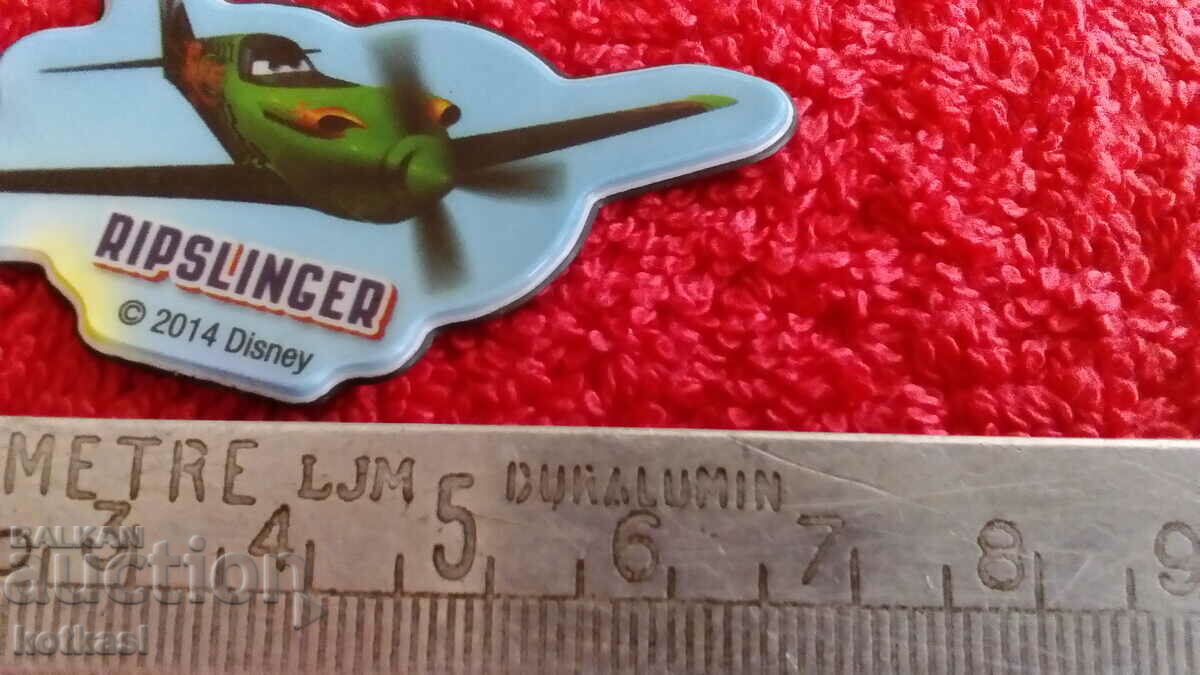 RIPSLINGER
© 2014 Disney
METRE LJM DURALUMIN
3 4 5 6 7 8 9
BALKAN
auction
kotkasl